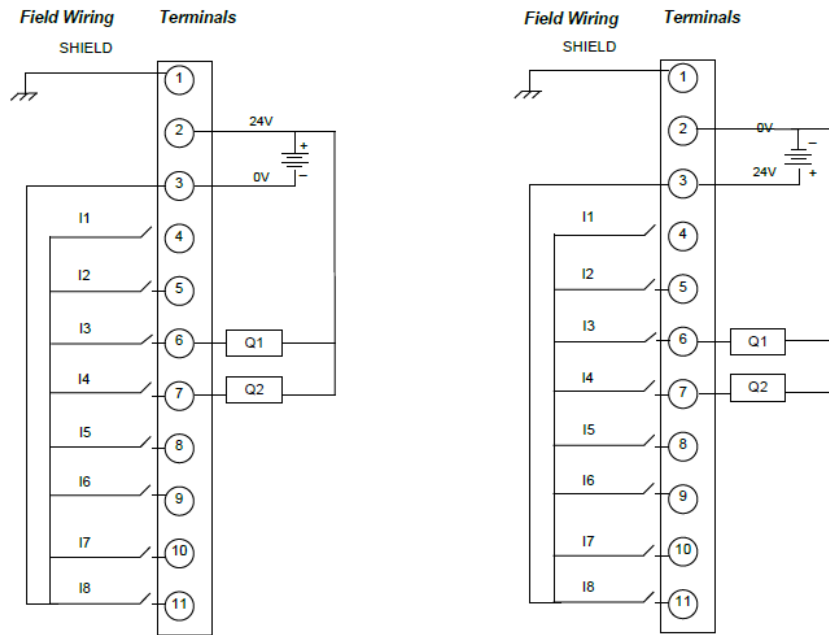 Field Wiring Terminals
SHIELD
1
2
24V
+
3
0V
–
I1
4
I2
5
I3
6
Q1
I4
7
Q2
I5
8
I6
9
I7
10
I8
11
Field Wiring Terminals
SHIELD
1
2
0V
–
3
24V
+
I1
4
I2
5
I3
6
Q1
I4
7
Q2
I5
8
I6
9
I7
10
I8
11